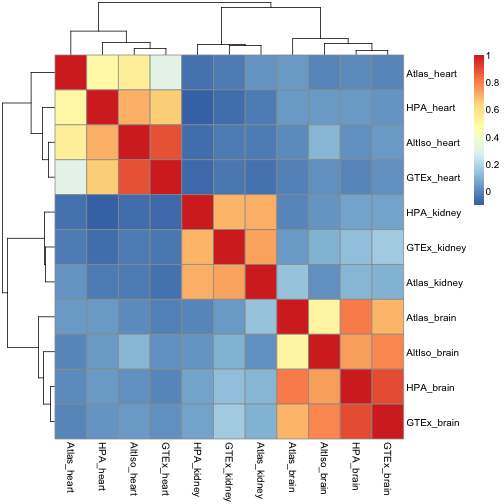 1
0.8
0.6
0.4
0.2
0
Atlas_heart
HPA_heart
AltIso_heart
GTEx_heart
HPA_kidney
GTEx_kidney
Atlas_kidney
Atlas_brain
AltIso_brain
HPA_brain
GTEx_brain
Atlas_heart
HPA_heart
AltIso_heart
GTEx_heart
HPA_kidney
GTEx_kidney
Atlas_kidney
Atlas_brain
AltIso_brain
HPA_brain
GTEx_brain